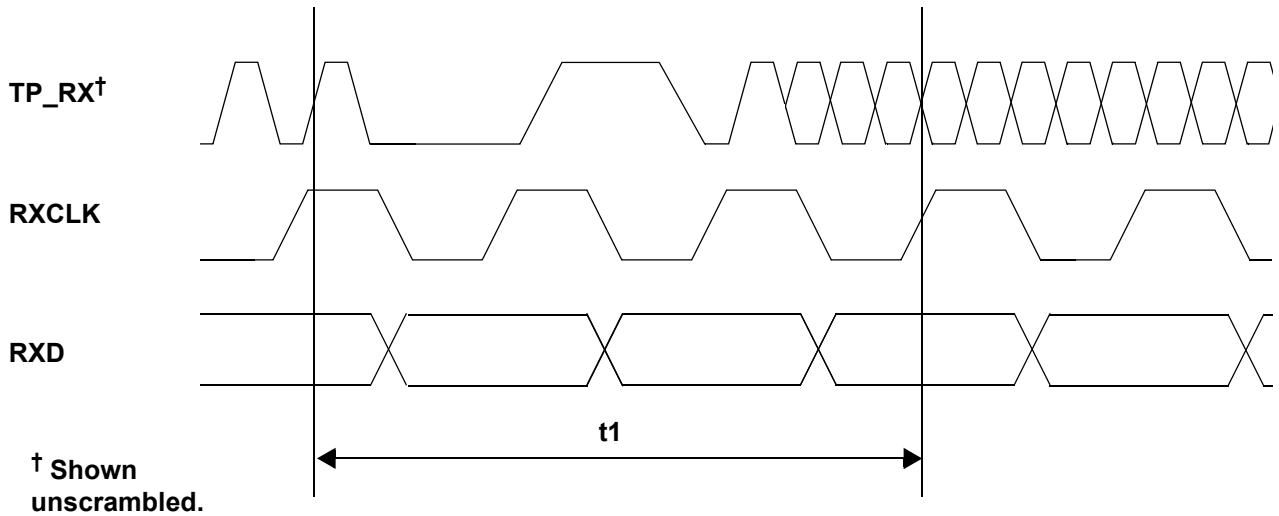 TP_RX†
RXCLK
RXD
t1
† Shown
unscrambled.